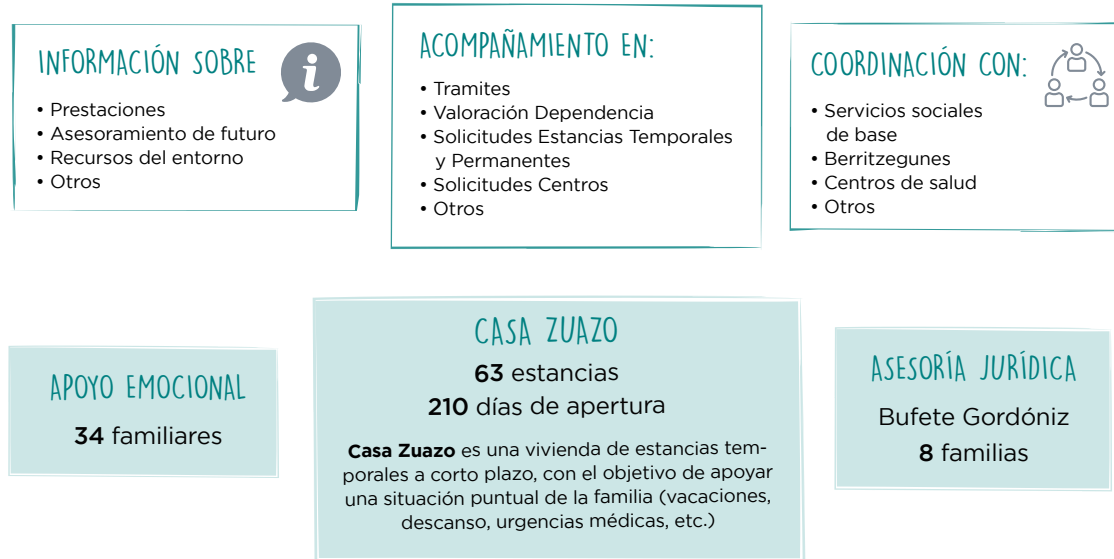 INFORMACIÓN SOBRE
• Prestaciones
• Asesoramiento de futuro
• Recursos del entorno
• Otros
ACOMPAÑAMIENTO EN:
• Tramites
• Valoración Dependencia
• Solicitudes Estancias Temporales
y Permanentes
• Solicitudes Centros
• Otros
COORDINACIÓN CON:
• Servicios sociales
de base
• Berritzegunes
• Centros de salud
• Otros
APOYO EMOCIONAL
34 familiares
CASA ZUAZO
63 estancias
210 días de apertura
Casa Zuazo es una vivienda de estancias tem-
porales a corto plazo, con el objetivo de apoyar
una situación puntual de la familia (vacaciones,
descanso, urgencias médicas, etc.)
ASESORÍA JURÍDICA
Bufete Gordóniz
8 familias